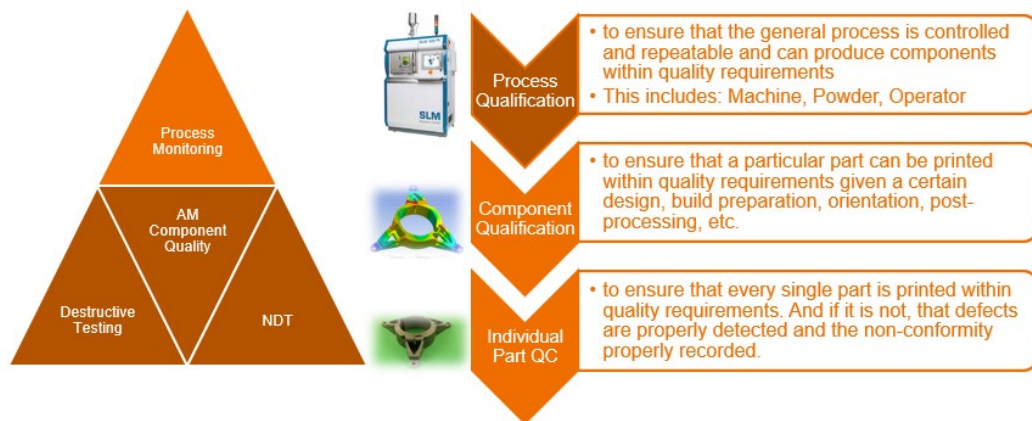 Process
Monitoring
AM
Component
Quality
Destructive
Testing
NDT
SLM
Process
Qualification
• to ensure that the general process is controlled
and repeatable and can produce components
within quality requirements
• This includes: Machine, Powder, Operator
Component
Qualification
• to ensure that a particular part can be printed
within quality requirements given a certain
design, build preparation, orientation, post-
processing, etc.
Individual
Part QC
• to ensure that every single part is printed within
quality requirements. And if it is not, that defects
are properly detected and the non-conformity
properly recorded.